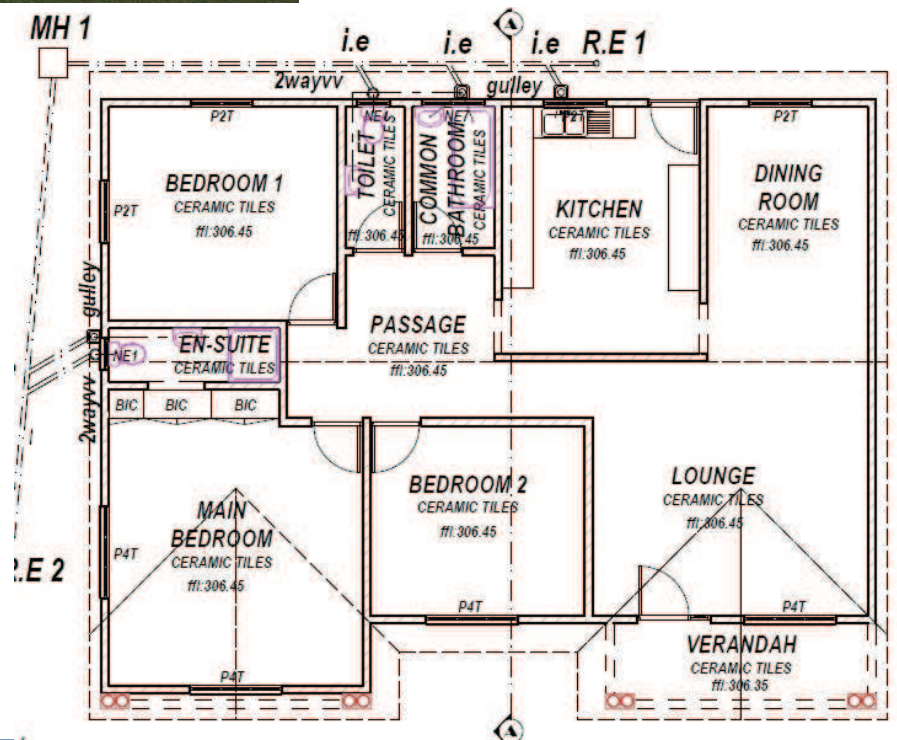 MH 1
i.e
i.e
i.e
R.E 1
A
2wayvv
gulley
P2T
NE1
NE1
P2T
P2T
BEDROOM 1
CERAMIC TILES
ffl:306.45
P2T
TOILET
CERAMIC TILES
ffl:306.45
COMMON
BATHROOM
CERAMIC TILES
ffl:306.45
KITCHEN
CERAMIC TILES
ffl:306.45
DINING
ROOM
CERAMIC TILES
ffl:306.45
gulley
EN-SUITE
CERAMIC TILES
NE1
PASSAGE
CERAMIC TILES
ffl:306.45
2wayvv
BIC
BIC
BIC
MAIN
BEDROOM
CERAMIC TILES
ffl:306.45
P4T
P4T
BEDROOM 2
CERAMIC TILES
ffl:306.45
P4T
LOUNGE
CERAMIC TILES
ffl:306.45
P4T
R.E 2
VERANDAH
CERAMIC TILES
ffl:306.35
A